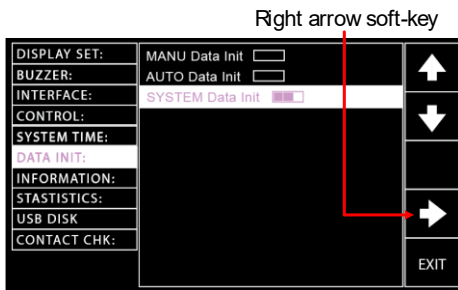 Right arrow soft-key
DISPLAY SET:
BUZZER:
INTERFACE:
CONTROL:
SYSTEM TIME:
DATA INIT:
INFORMATION:
STASTISTICS:
USB DISK
CONTACT CHK:
MANU Data Init
AUTO Data Init
SYSTEM Data Init
EXIT